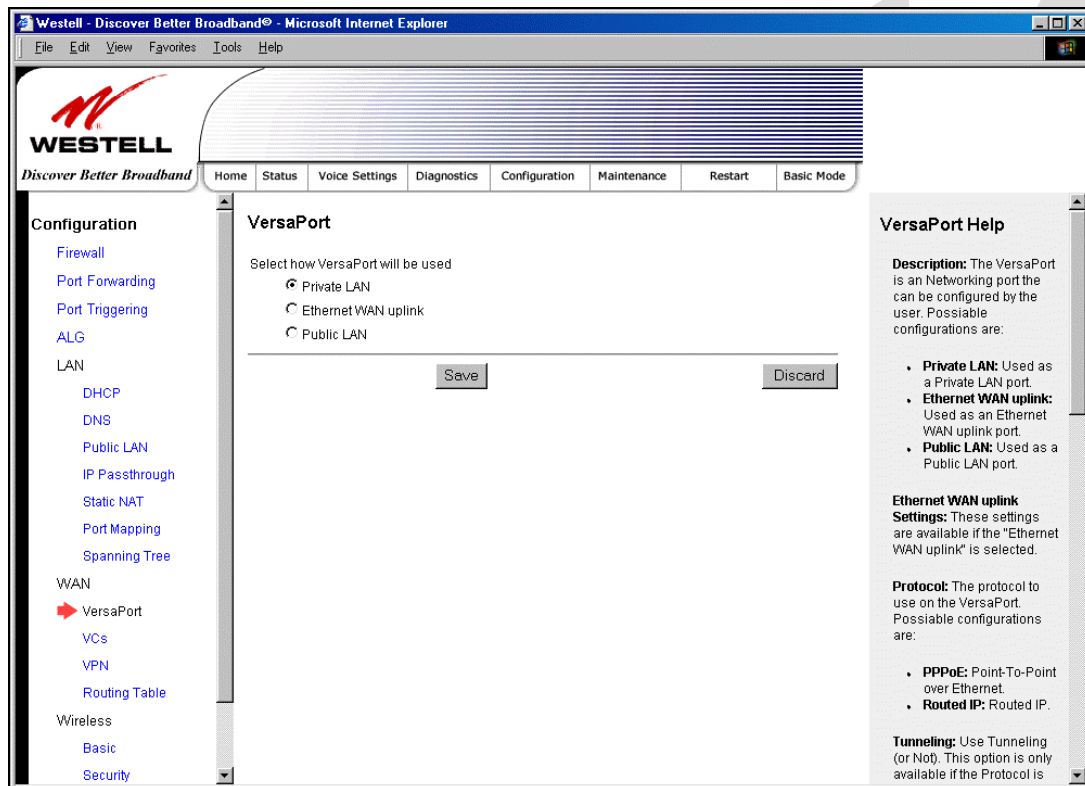 Westell - Discover Better Broadband® - Microsoft Internet Explorer
File Edit View Favorites Tools Help
WESTELL
Discover Better Broadband
Home Status Voice Settings Diagnostics Configuration Maintenance Restart Basic Mode
Configuration
Firewall
Port Forwarding
Port Triggering
ALG
LAN
DHCP
DNS
Public LAN
IP Passthrough
Static NAT
Port Mapping
Spanning Tree
WAN
VersaPort
VCs
VPN
Routing Table
Wireless
Basic
Security
VersaPort
Select how VersaPort will be used
Private LAN
Ethernet WAN uplink
Public LAN
Save Discard
VersaPort Help
Description: The VersaPort
is an Networking port the
can be configured by the
user. Possiable
configurations are:
• Private LAN: Used as
a Private LAN port.
• Ethernet WAN uplink:
Used as an Ethernet
WAN uplink port.
• Public LAN: Used as a
Public LAN port.
Ethernet WAN uplink
Settings: These settings
are available if the "Ethernet
WAN uplink" is selected.
Protocol: The protocol to
use on the VersaPort.
Possiable configurations
are:
• PPPoE: Point-To-Point
over Ethernet.
• Routed IP: Routed IP.
Tunneling: Use Tunneling
(or Not). This option is only
available if the Protocol is